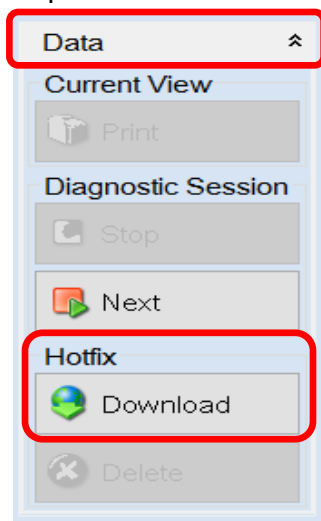 Data
Current View
Print
Diagnostic Session
Stop
Next
Hotfix
Download
Delete